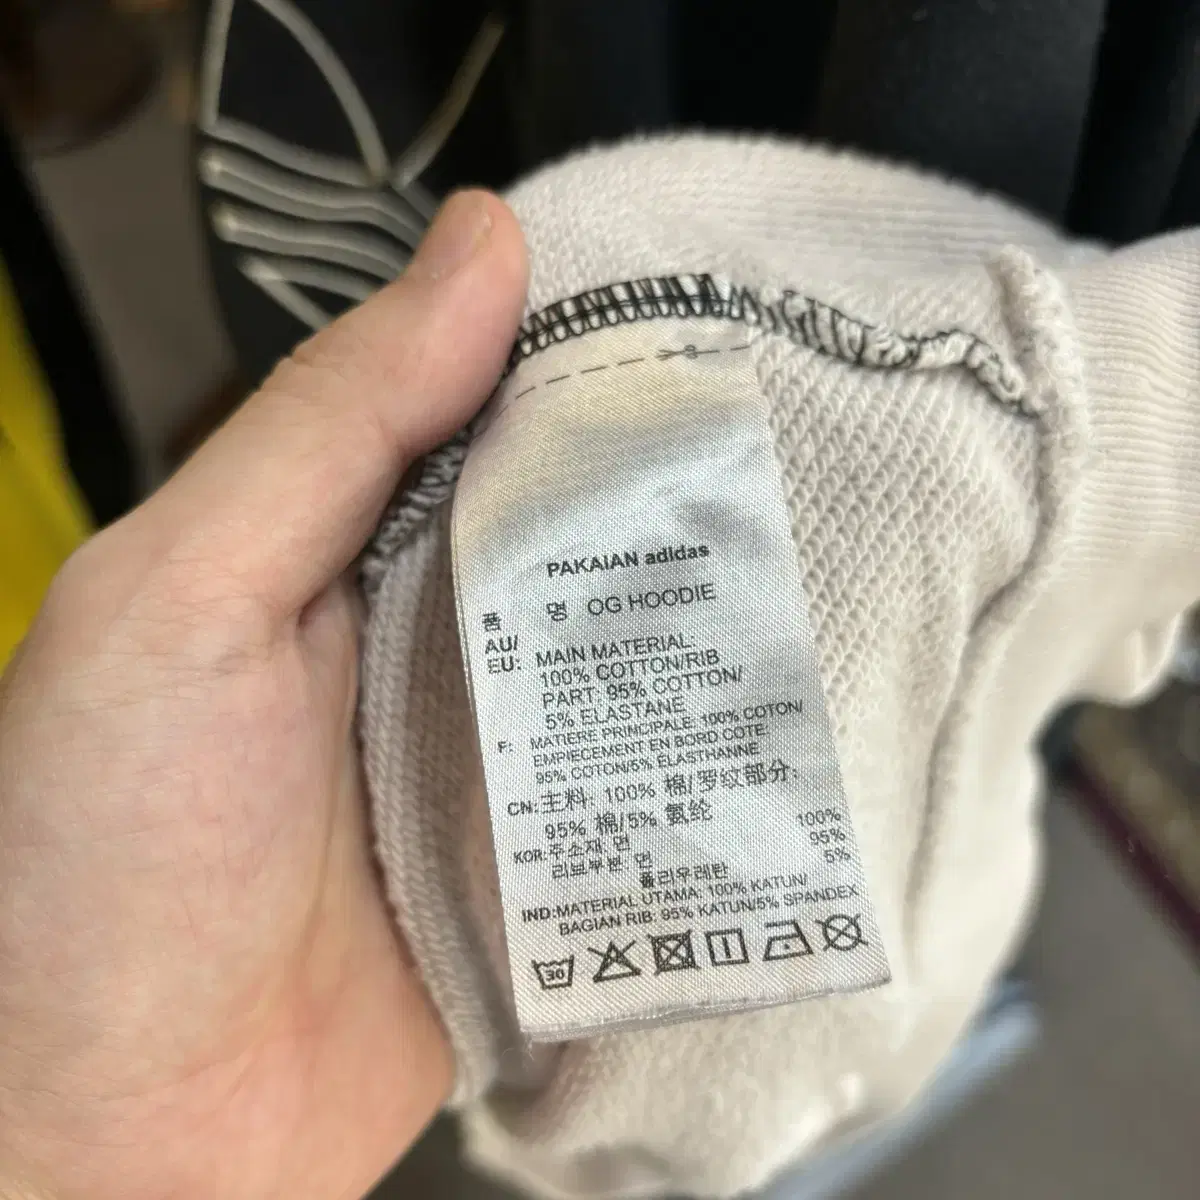 PAKAIAN adidas
품 명 OG HOODIE
AU/
EU: MAIN MATERIAL:
100% COTTON/RIB
PART: 95% COTTON/
5% ELASTANE
F: MATIERE PRINCIPALE: 100% COTON/
EMPIECEMENT EN BORD COTE:
95% COTON/5% ELASTHANNE
CN: 主料: 100% 棉/罗纹部分:
95% 棉/5% 氨纶
KOR: 주소재 면 100%
리브부분 면 95%
폴리우레탄 5%
IND: MATERIAL UTAMA: 100% KATUN/
BAGIAN RIB: 95% KATUN/5% SPANDEX
30